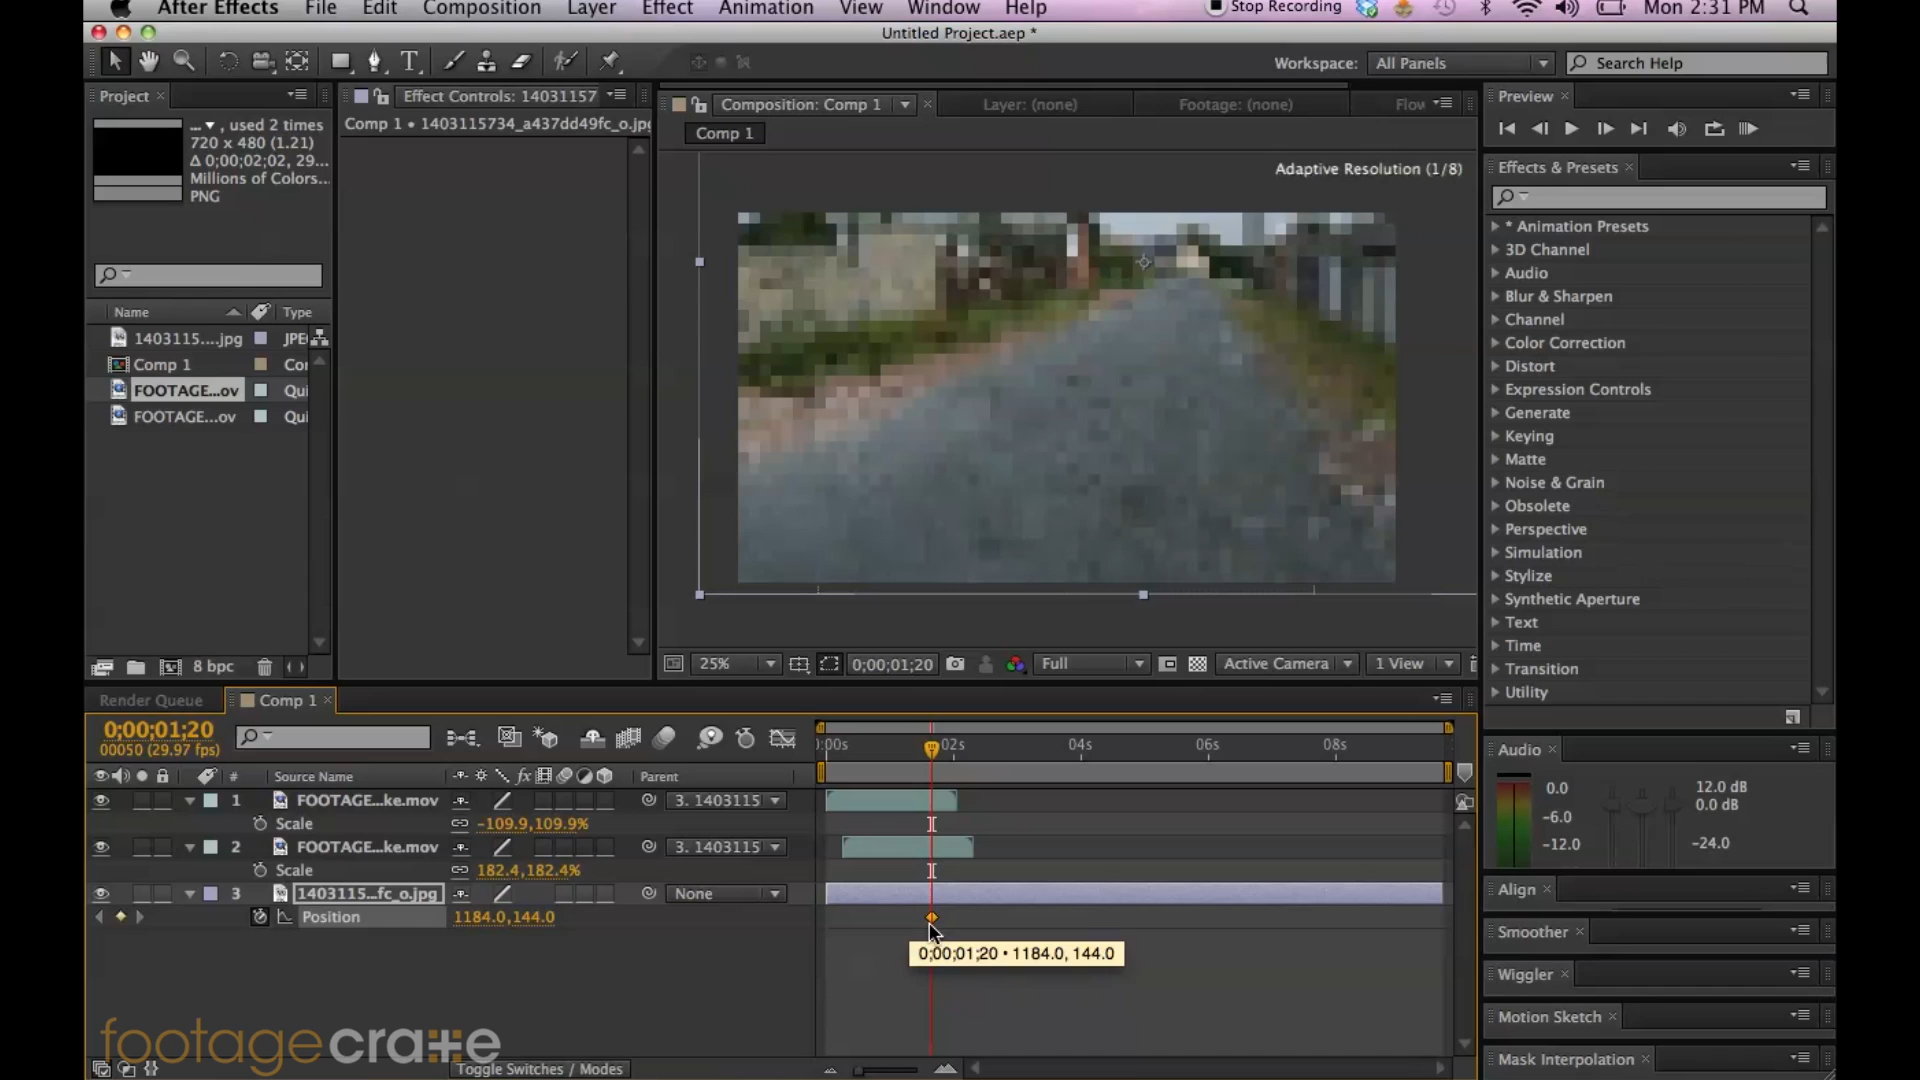 After Effects File Edit Composition Layer Effect Animation View Window Help Stop Recording Mon 2:31 PM
Untitled Project.aep *
Workspace: All Panels Search Help
Project
... , used 2 times
720 x 480 (1.21)
Δ 0;00;02;02, 29...
Millions of Colors...
PNG
Name Type
1403115....jpg JPE
Comp 1 Co
FOOTAGE...ov Qui
FOOTAGE...ov Qui
8 bpc
Effect Controls: 14031157
Comp 1 • 1403115734_a437dd49fc_o.jpg
Composition: Comp 1 Layer: (none) Footage: (none) Flow
Comp 1
Adaptive Resolution (1/8)
25% 0;00;01;20 Full Active Camera 1 View
Preview
Effects & Presets
* Animation Presets
3D Channel
Audio
Blur & Sharpen
Channel
Color Correction
Distort
Expression Controls
Generate
Keying
Matte
Noise & Grain
Obsolete
Perspective
Simulation
Stylize
Synthetic Aperture
Text
Time
Transition
Utility
Render Queue Comp 1
0;00;01;20
00050 (29.97 fps)
:00s 02s 04s 06s 08s
# Source Name fx Parent
1 FOOTAGE...ke.mov 3. 1403115
Scale -109.9,109.9%
2 FOOTAGE...ke.mov 3. 1403115
Scale 182.4,182.4%
3 1403115...fc_o.jpg None
Position 1184.0,144.0
0;00;01;20 • 1184.0, 144.0
footagecrate
Toggle Switches / Modes
Audio
0.0
-6.0
-12.0
12.0 dB
0.0 dB
-24.0
Align
Smoother
Wiggler
Motion Sketch
Mask Interpolation